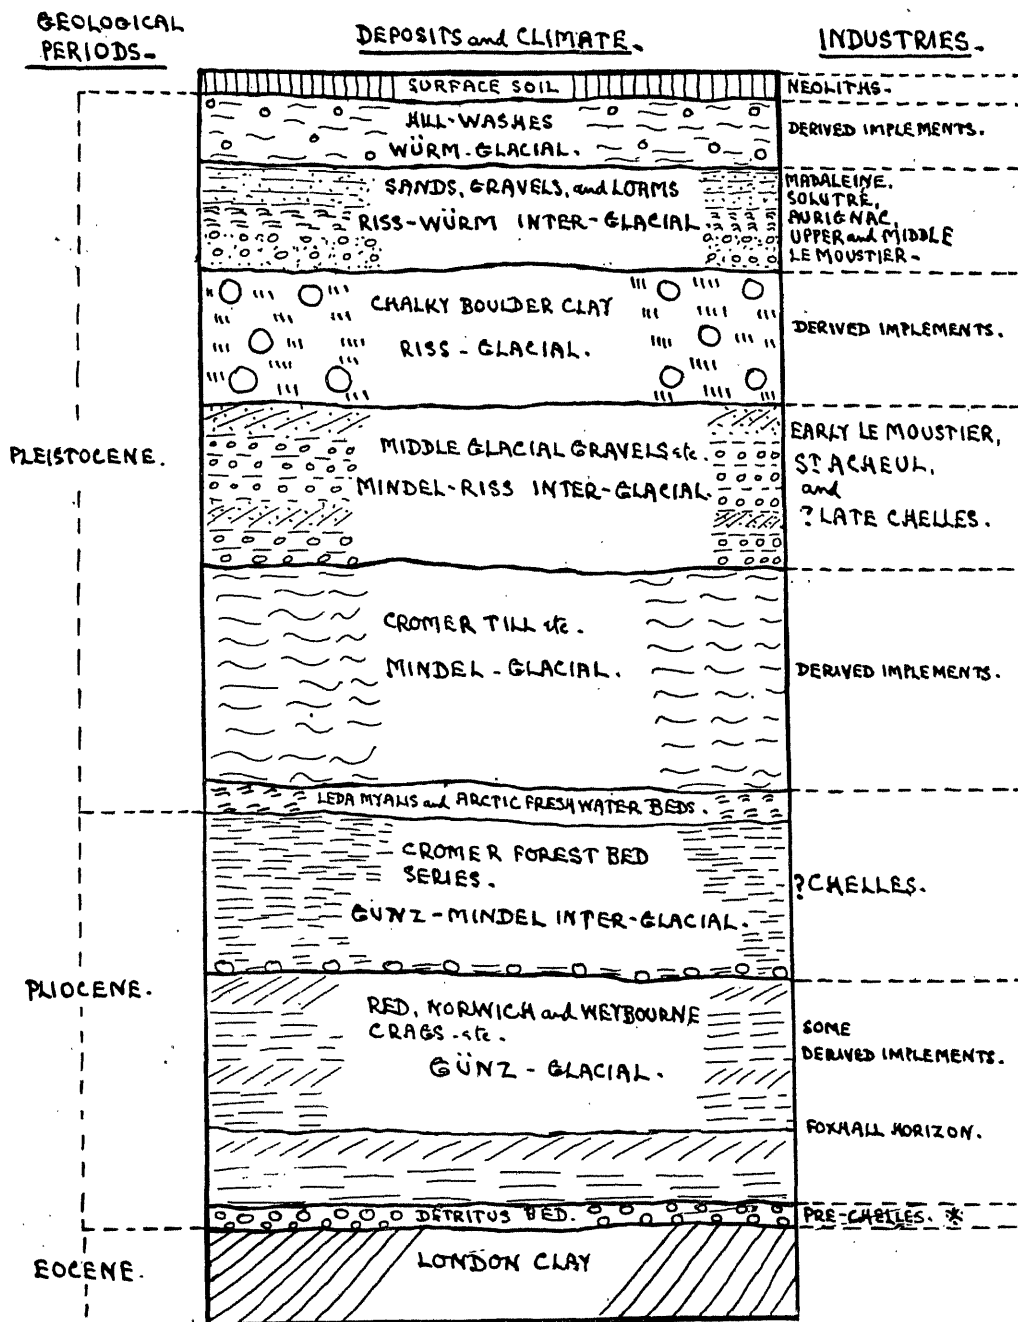 GEOLOGICAL
PERIODS-
DEPOSITS and CLIMATE.
INDUSTRIES.
SURFACE SOIL
NEOLITHS.
HILL-WASHES
WÜRM-GLACIAL.
DERIVED IMPLEMENTS.
SANDS, GRAVELS, and LOAMS
RISS-WÜRM INTER-GLACIAL.
MADALEINE.
SOLUTRÉ,
AURIGNAC,
UPPER and MIDDLE
LE MOUSTIER-
CHALKY BOULDER CLAY
RISS-GLACIAL.
DERIVED IMPLEMENTS.
PLEISTOCENE.
MIDDLE GLACIAL GRAVELS etc.
MINDEL-RISS INTER-GLACIAL.
EARLY LE MOUSTIER,
ST ACHEUL,
and
? LATE CHELLES.
CROMER TILL etc.
MINDEL-GLACIAL.
DERIVED IMPLEMENTS.
LEDA MYALIS and ARCTIC FRESHWATER BEDS.
CROMER FOREST BED
SERIES.
GÜNZ-MINDEL INTER-GLACIAL.
? CHELLES.
PLIOCENE.
RED, NORWICH and WEYBOURNE
CRAGS-etc.
GÜNZ-GLACIAL.
SOME
DERIVED IMPLEMENTS.
FOXHALL HORIZON.
DETRITUS BED.
PRE-CHELLES. *
EOCENE.
LONDON CLAY